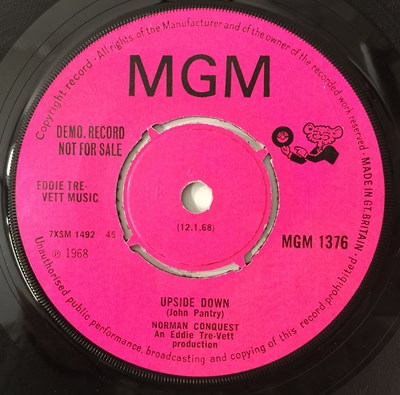 Copyright record · All rights of the Manufacturer and of the owner of the recorded work reserved ·
MADE IN GT. BRITAIN
MGM
DEMO. RECORD
NOT FOR SALE
EDDIE TRE-
VETT MUSIC
7XSM 1492 45
℗ 1968
(12.1.68)
MGM 1376
UPSIDE DOWN
(John Pantry)
NORMAN CONQUEST
An Eddie Tre-Vett
production
Unauthorised public performance, broadcasting and copying of this record prohibited ·